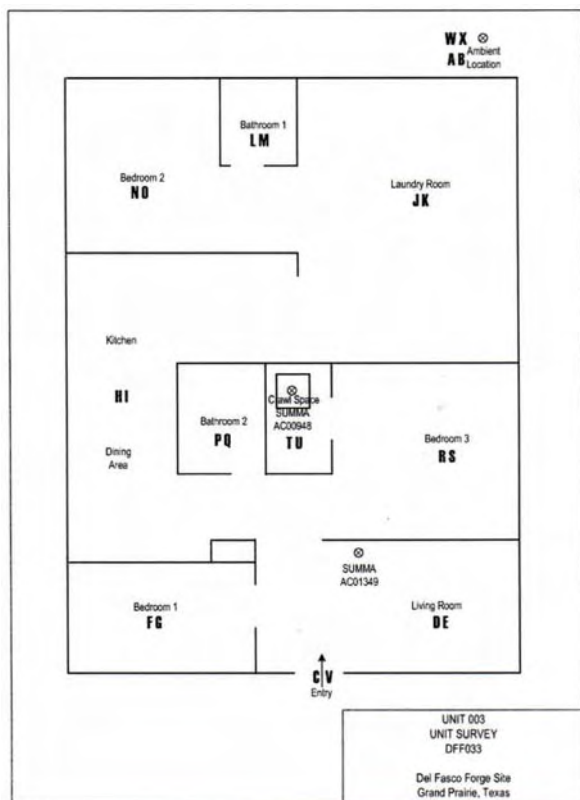 WX
AB
Ambient
Location
Bathroom 1
LM
Bedroom 2
NO
Laundry Room
JK
Kitchen
HI
Dining
Area
Bathroom 2
PQ
Crawl Space
SUMMA
AC00948
TU
Bedroom 3
RS
SUMMA
AC01349
Bedroom 1
FG
Living Room
DE
CV
Entry
UNIT 003
UNIT SURVEY
DFF033
Del Fasco Forge Site
Grand Prairie, Texas